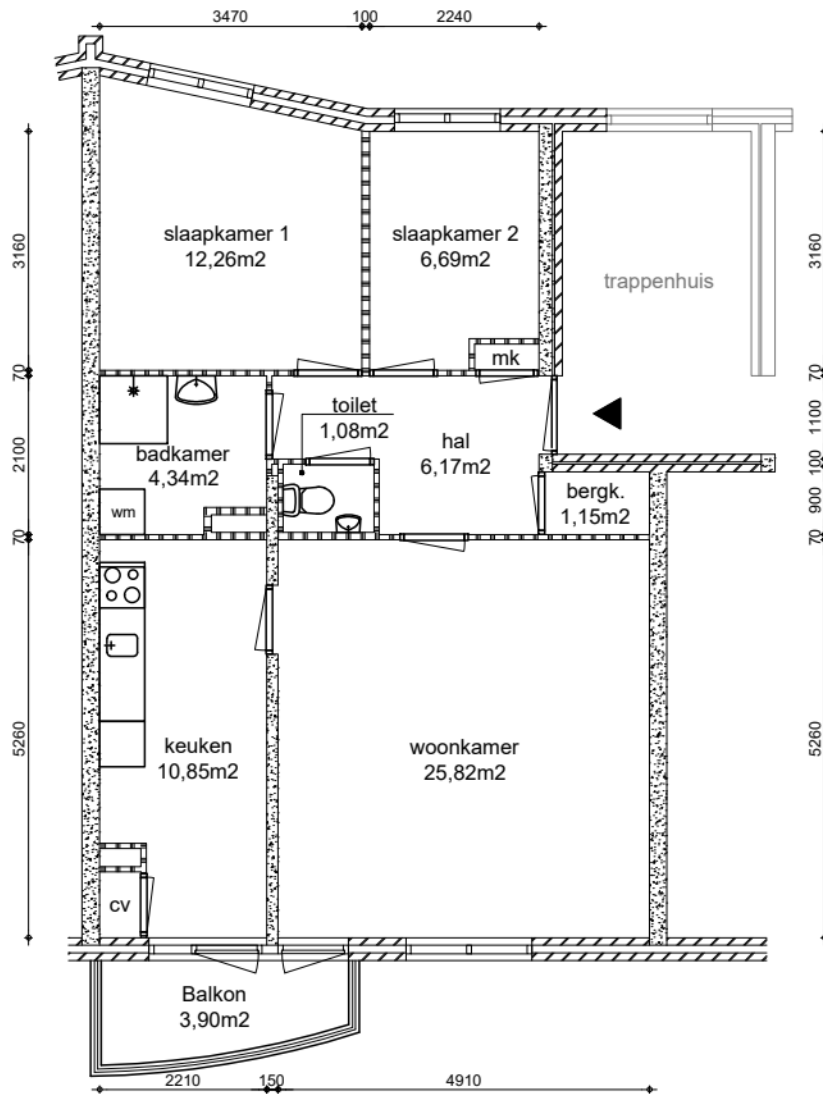 3470
100
2240
3160
3160
slaapkamer 1
12,26m2
slaapkamer 2
6,69m2
trappenhuis
mk
70
70
toilet
1,08m2
hal
6,17m2
1100
badkamer
4,34m2
2100
100
wm
bergk.
1,15m2
900
70
70
keuken
10,85m2
woonkamer
25,82m2
5260
5260
cv
Balkon
3,90m2
2210
150
4910